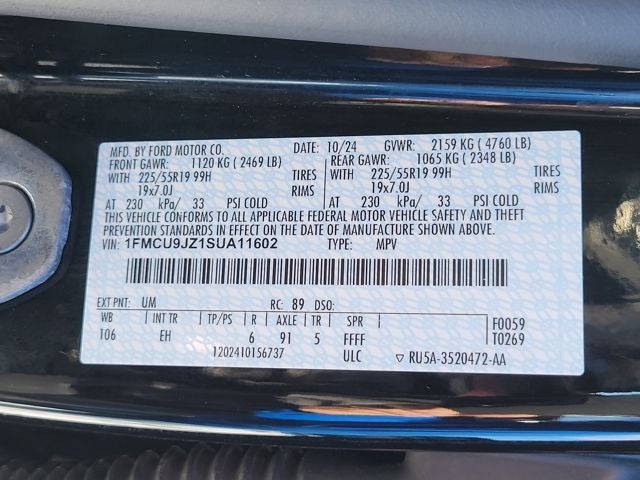 MFD. BY FORD MOTOR CO. DATE: 10/24 GVWR: 2159 KG ( 4760 LB)
FRONT GAWR: 1120 KG ( 2469 LB) REAR GAWR: 1065 KG ( 2348 LB)
WITH 225/55R19 99H TIRES WITH 225/55R19 99H TIRES
19x7.0J RIMS 19x7.0J RIMS
AT 230 kPa/ 33 PSI COLD AT 230 kPa/ 33 PSI COLD
THIS VEHICLE CONFORMS TO ALL APPLICABLE FEDERAL MOTOR VEHICLE SAFETY AND THEFT
PREVENTION STANDARDS IN EFFECT ON THE DATE OF MANUFACTURE SHOWN ABOVE.
VIN: 1FMCU9JZ1SUA11602 TYPE: MPV
EXT PNT: UM RC: 89 DSO:
WB INT TR TP/PS R AXLE TR SPR F0059
106 EH 6 91 5 FFFF T0269
1202410156737 ULC ▽ RU5A-3520472-AA